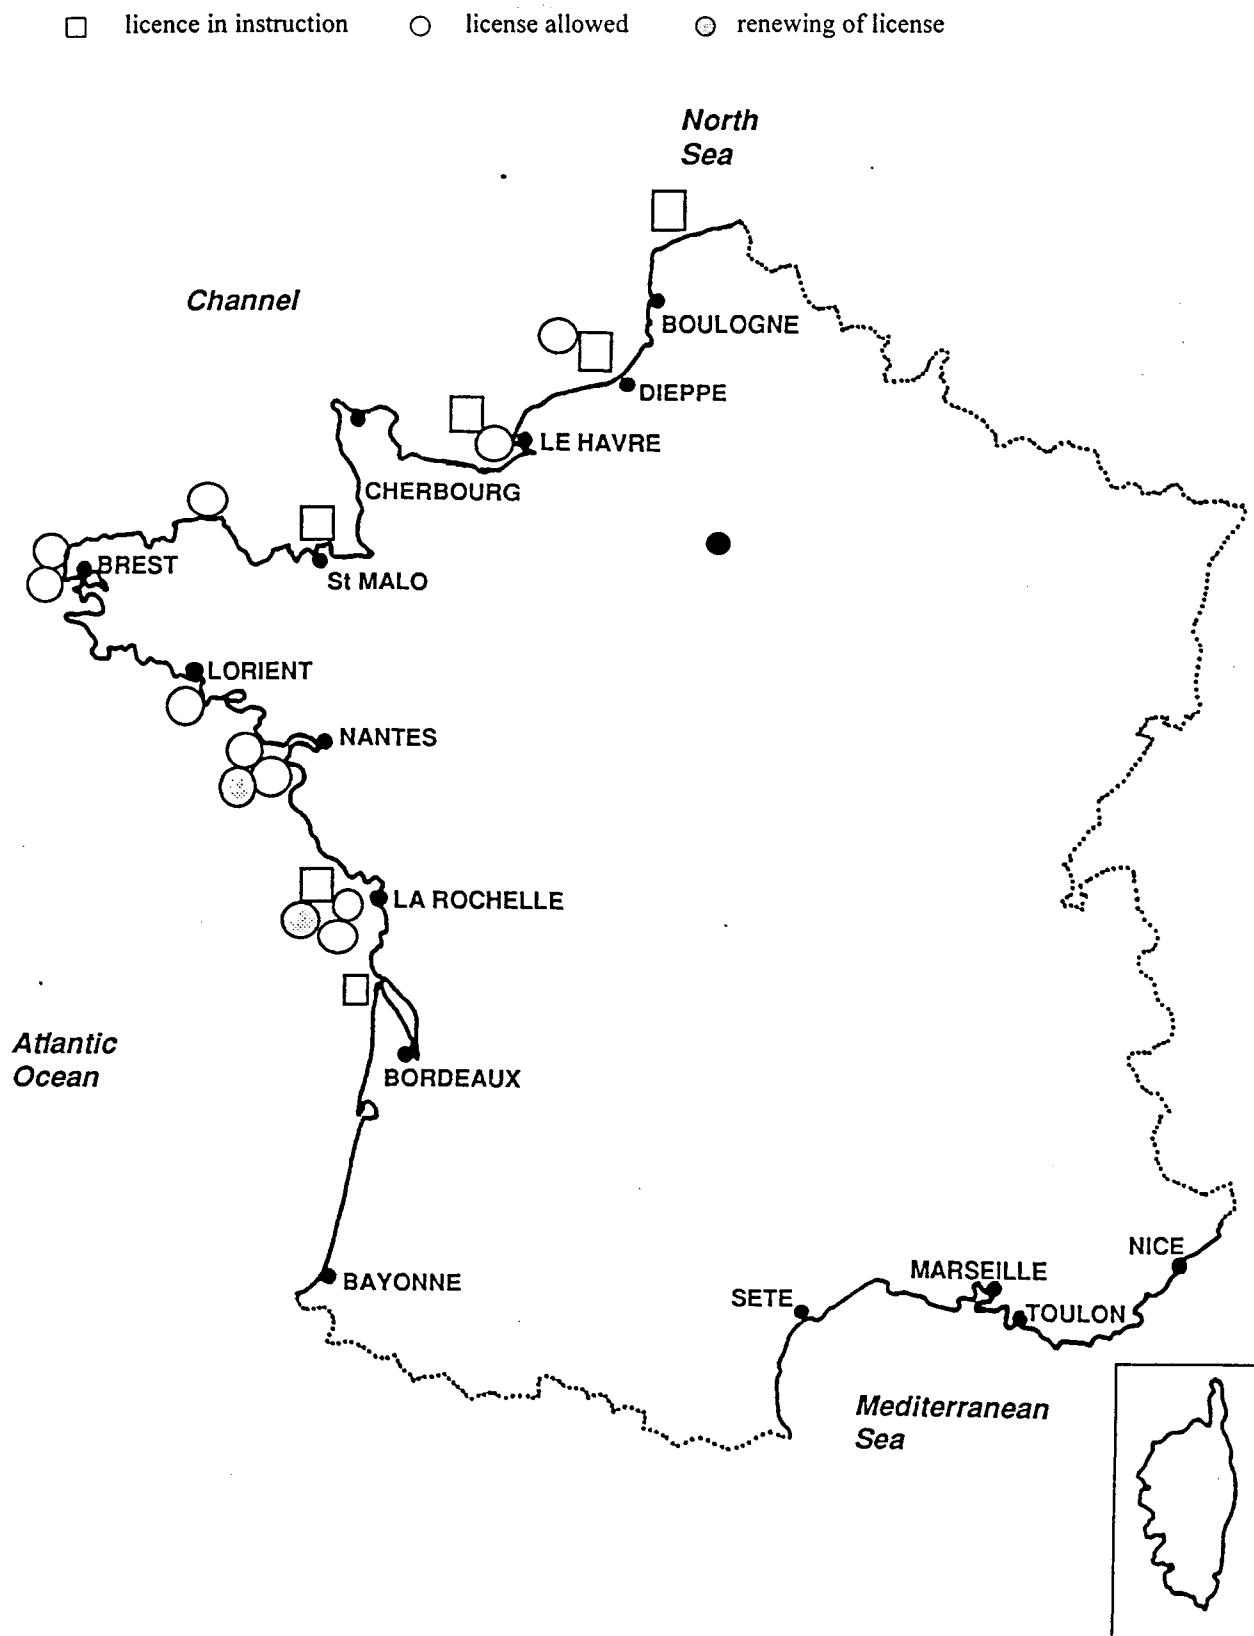 licence in instruction license allowed renewing of license
North
Sea
Channel
BOULOGNE
DIEPPE
LE HAVRE
CHERBOURG
BREST
St MALO
LORIENT
NANTES
LA ROCHELLE
Atlantic
Ocean
BORDEAUX
NICE
MARSEILLE
BAYONNE
SETE
TOULON
Mediterranean
Sea